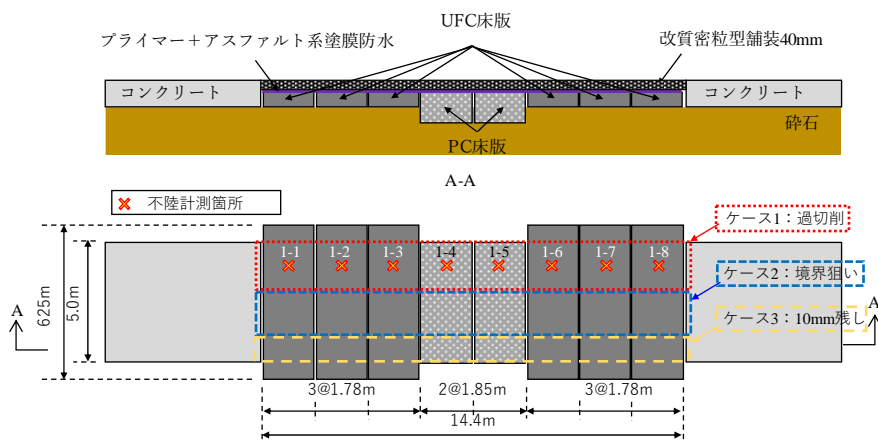 UFC床版
プライマー＋アスファルト系塗膜防水
改質密粒型舗装40mm
コンクリート
コンクリート
砕石
PC床版
A-A
不陸計測箇所
ケース1：過切削
1-1
1-2
1-3
1-4
1-5
1-6
1-7
1-8
ケース2：境界狙い
A
625m
5.0m
A
ケース3：10mm残し
3@1.78m
2@1.85m
3@1.78m
14.4m